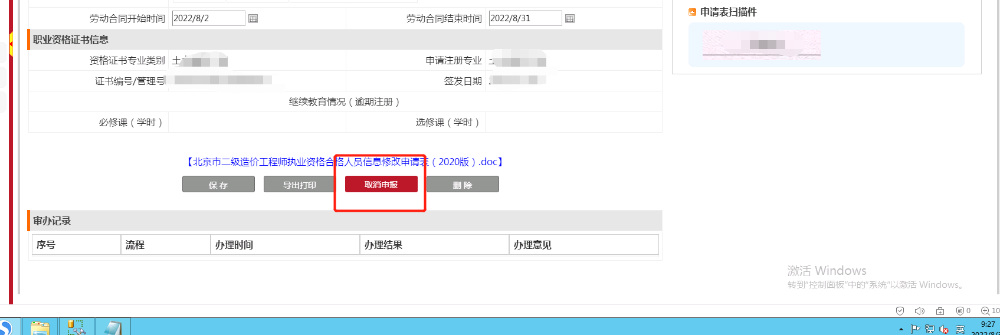 劳动合同开始时间 2022/8/2 劳动合同结束时间 2022/8/31
职业资格证书信息
资格证书专业类别 土 申请注册专业
证书编号/管理号 签发日期
继续教育情况（逾期注册）
必修课（学时） 选修课（学时）
【北京市二级造价工程师执业资格合格人员信息修改申请表（2020版）.doc】
保 存 导出打印 取消申报 删 除
审办记录
序号 流程 办理时间 办理结果 办理意见
申请表扫描件
激活 Windows
转到“控制面板”中的“系统”以激活 Windows。
0 10
英 9:27